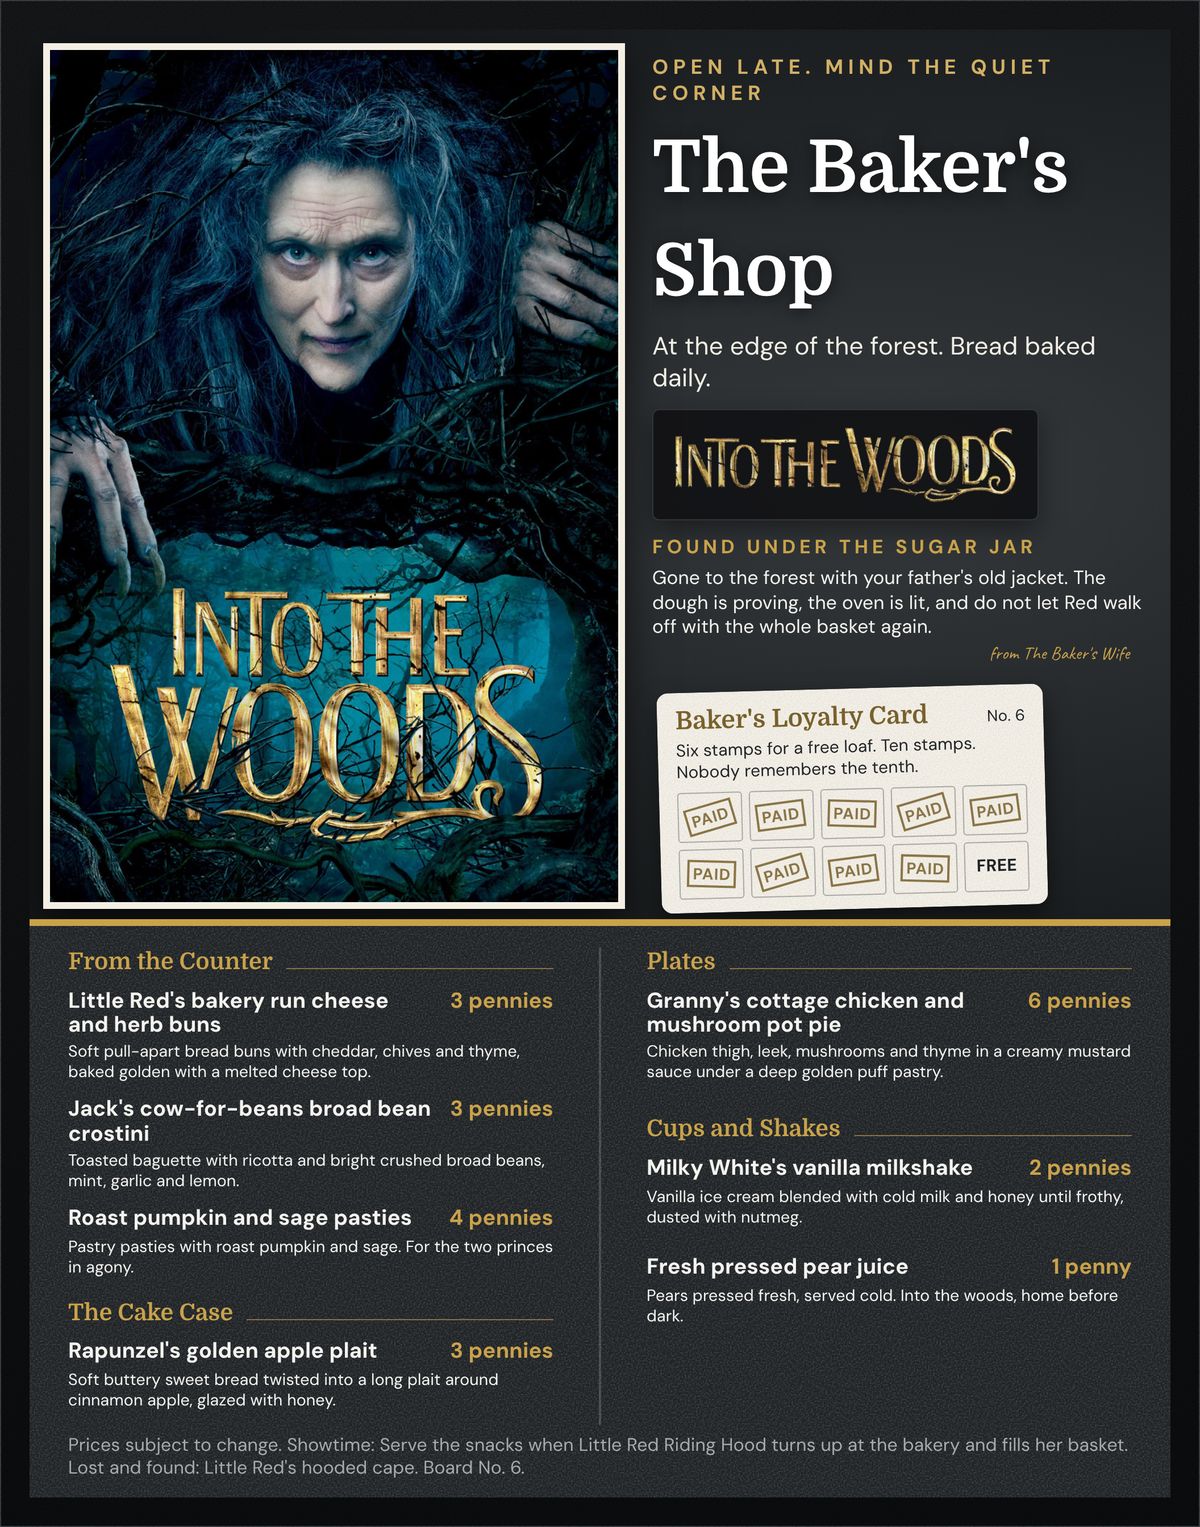 INTO THE
WOODS
OPEN LATE. MIND THE QUIET
CORNER
The Baker's
Shop
At the edge of the forest. Bread baked
daily.
INTO THE WOODS
FOUND UNDER THE SUGAR JAR
Gone to the forest with your father's old jacket. The
dough is proving, the oven is lit, and do not let Red walk
off with the whole basket again.
from The Baker's Wife
Baker's Loyalty Card No. 6
Six stamps for a free loaf. Ten stamps.
Nobody remembers the tenth.
PAID PAID PAID PAID PAID
PAID PAID PAID PAID FREE
From the Counter
Little Red's bakery run cheese 3 pennies
and herb buns
Soft pull-apart bread buns with cheddar, chives and thyme,
baked golden with a melted cheese top.
Jack's cow-for-beans broad bean 3 pennies
crostini
Toasted baguette with ricotta and bright crushed broad beans,
mint, garlic and lemon.
Roast pumpkin and sage pasties 4 pennies
Pastry pasties with roast pumpkin and sage. For the two princes
in agony.
The Cake Case
Rapunzel's golden apple plait 3 pennies
Soft buttery sweet bread twisted into a long plait around
cinnamon apple, glazed with honey.
Plates
Granny's cottage chicken and 6 pennies
mushroom pot pie
Chicken thigh, leek, mushrooms and thyme in a creamy mustard
sauce under a deep golden puff pastry.
Cups and Shakes
Milky White's vanilla milkshake 2 pennies
Vanilla ice cream blended with cold milk and honey until frothy,
dusted with nutmeg.
Fresh pressed pear juice 1 penny
Pears pressed fresh, served cold. Into the woods, home before
dark.
Prices subject to change. Showtime: Serve the snacks when Little Red Riding Hood turns up at the bakery and fills her basket.
Lost and found: Little Red's hooded cape. Board No. 6.